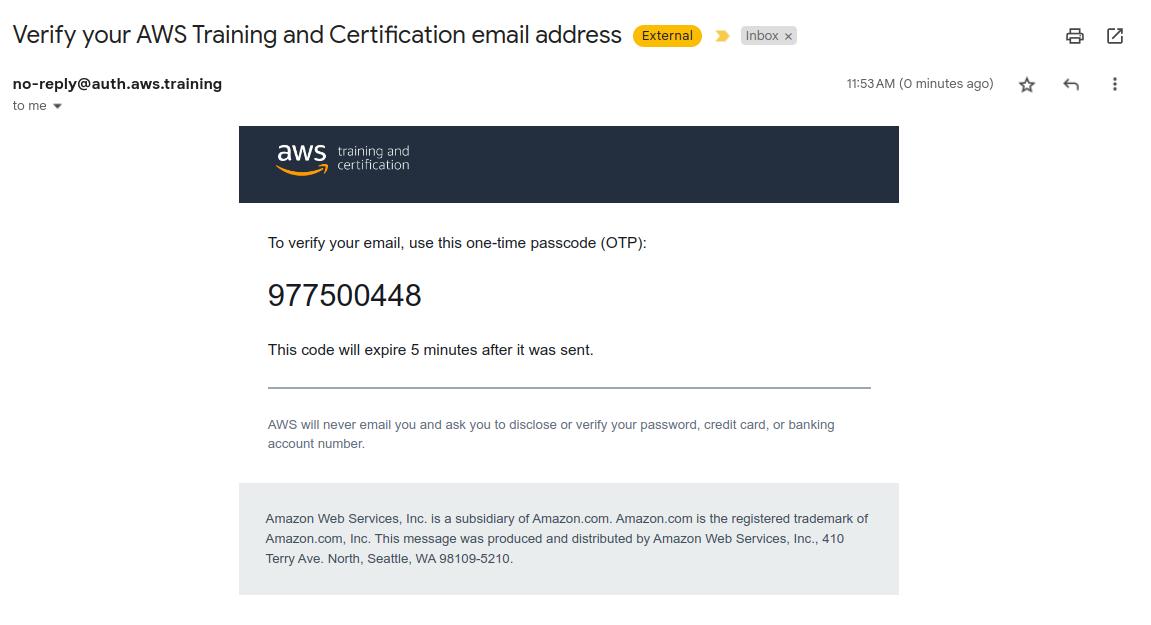 Verify your AWS Training and Certification email address External Inbox ×
no-reply@auth.aws.training 11:53 AM (0 minutes ago)
to me
aws training and
certification
To verify your email, use this one-time passcode (OTP):
977500448
This code will expire 5 minutes after it was sent.
AWS will never email you and ask you to disclose or verify your password, credit card, or banking
account number.
Amazon Web Services, Inc. is a subsidiary of Amazon.com. Amazon.com is the registered trademark of
Amazon.com, Inc. This message was produced and distributed by Amazon Web Services, Inc., 410
Terry Ave. North, Seattle, WA 98109-5210.